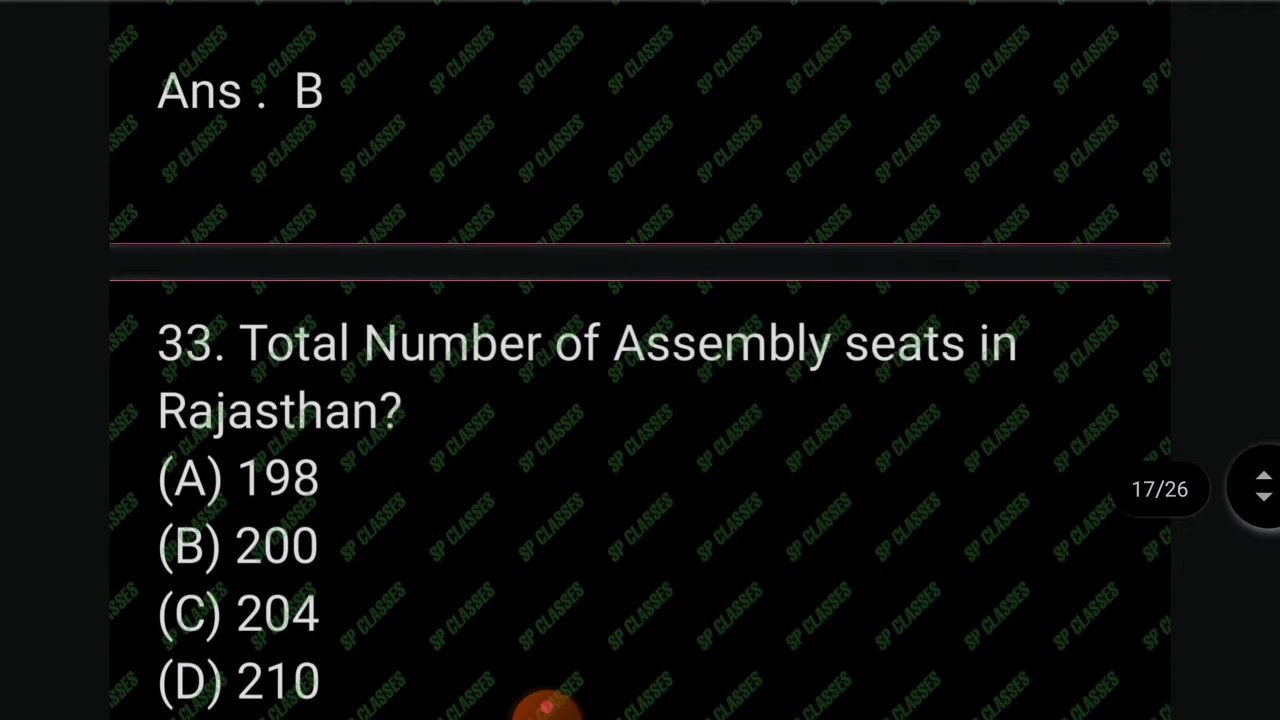 Ans . B
33. Total Number of Assembly seats in
Rajasthan?
(A) 198
(B) 200
(C) 204
(D) 210
17/26
SP CLASSES